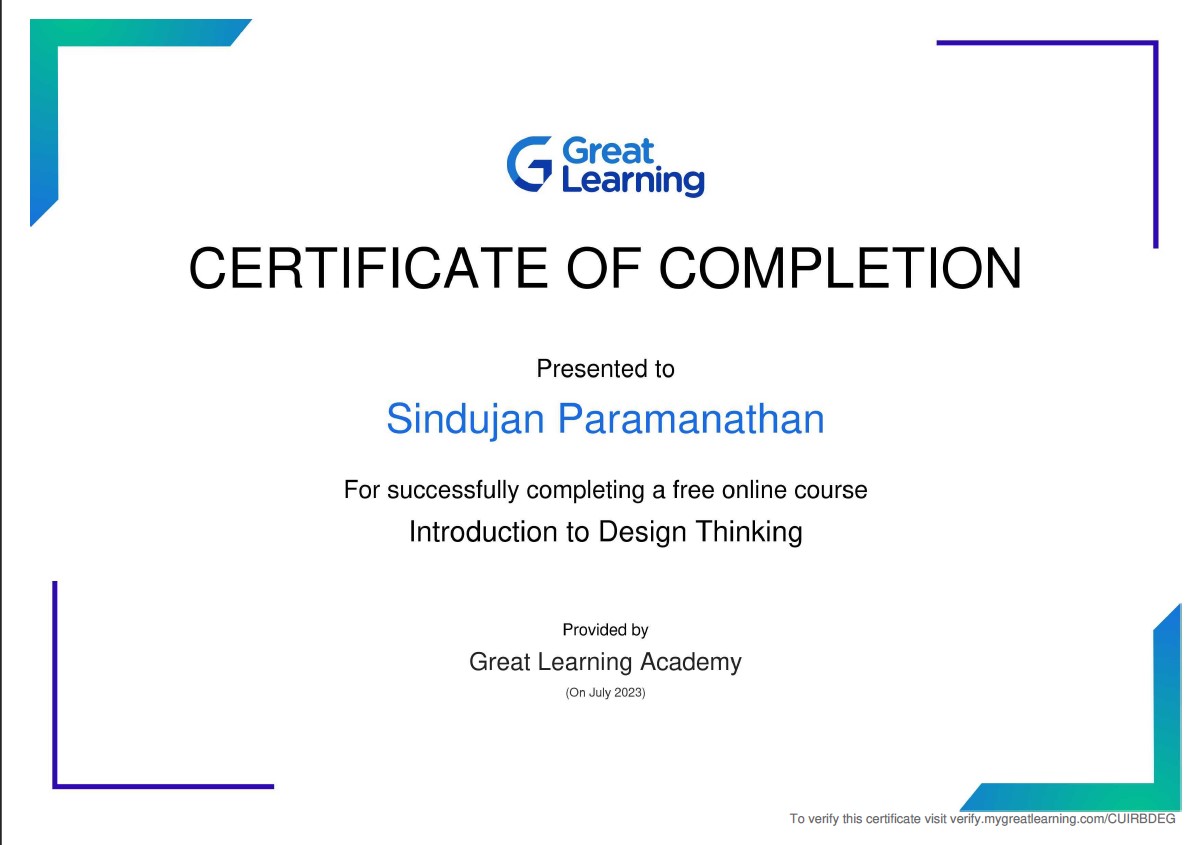 Great
Learning
CERTIFICATE OF COMPLETION
Presented to
Sindujan Paramanathan
For successfully completing a free online course
Introduction to Design Thinking
Provided by
Great Learning Academy
(On July 2023)
To verify this certificate visit verify.mygreatlearning.com/CUIRBDEG